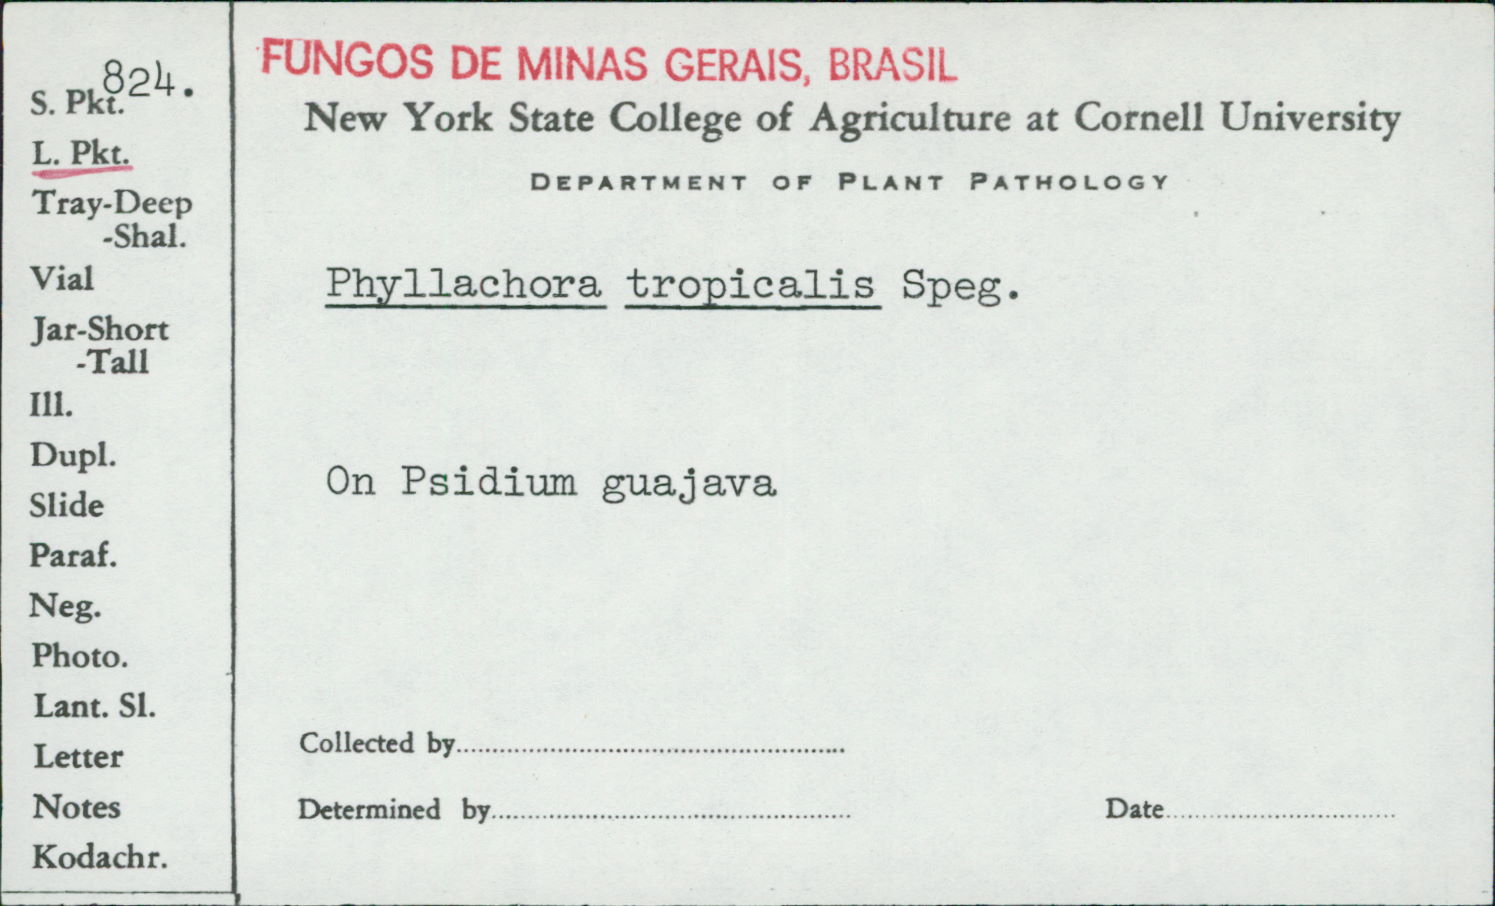 824.
S. Pkt.
L. Pkt.
Tray-Deep
-Shal.
Vial
Jar-Short
-Tall
Ill.
Dupl.
Slide
Paraf.
Neg.
Photo.
Lant. Sl.
Letter
Notes
Kodachr.
FUNGOS DE MINAS GERAIS, BRASIL
New York State College of Agriculture at Cornell University
DEPARTMENT OF PLANT PATHOLOGY
Phyllachora tropicalis Speg.
On Psidium guajava
Collected by
Determined by
Date